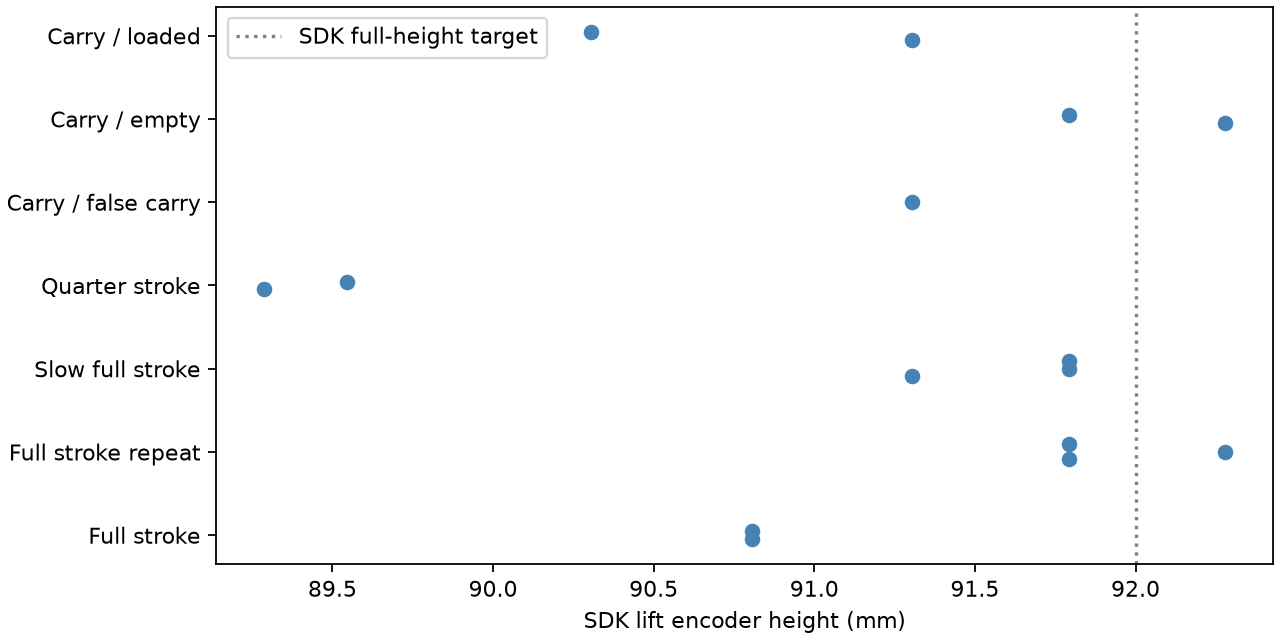 SDK full-height target
Carry / loaded
Carry / empty
Carry / false carry
Quarter stroke
Slow full stroke
Full stroke repeat
Full stroke
89.5 90.0 90.5 91.0 91.5 92.0
SDK lift encoder height (mm)